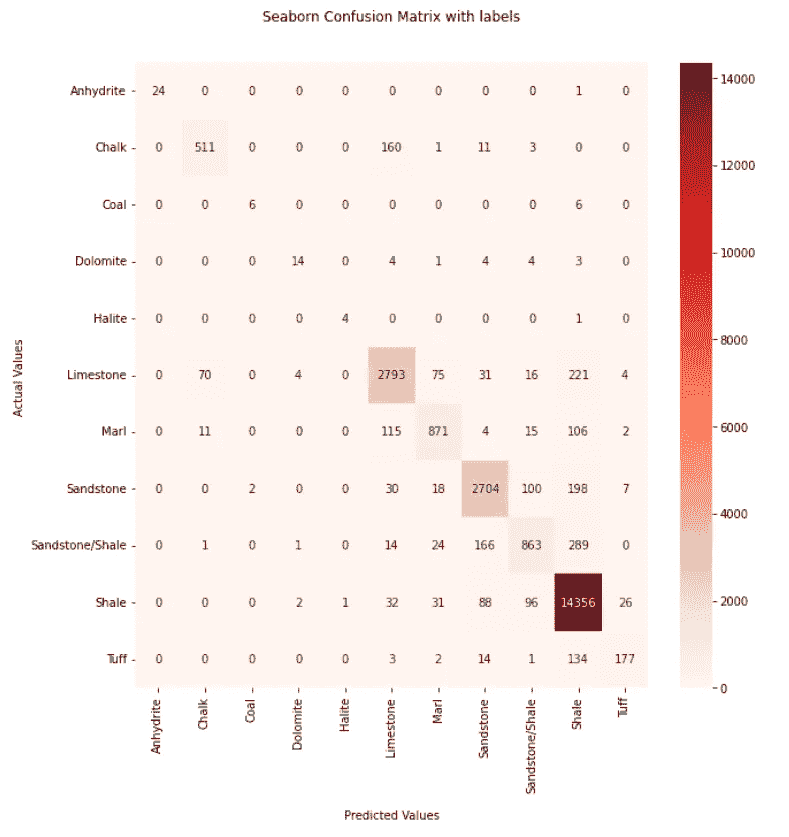 Seaborn Confusion Matrix with labels
Anhydrite 24 0 0 0 0 0 0 0 0 1 0
Chalk 0 511 0 0 0 160 1 11 3 0 0
Coal 0 0 6 0 0 0 0 0 0 6 0
Dolomite 0 0 0 14 0 4 1 4 4 3 0
Halite 0 0 0 0 4 0 0 0 0 1 0
Limestone 0 70 0 4 0 2793 75 31 16 221 4
Marl 0 11 0 0 0 115 871 4 15 106 2
Sandstone 0 0 2 0 0 30 18 2704 100 198 7
Sandstone/Shale 0 1 0 1 0 14 24 166 863 289 0
Shale 0 0 0 2 1 32 31 88 96 14356 26
Tuff 0 0 0 0 0 3 2 14 1 134 177
Actual Values
Anhydrite Chalk Coal Dolomite Halite Limestone Marl Sandstone Sandstone/Shale Shale Tuff
Predicted Values
14000
12000
10000
8000
6000
4000
2000
0